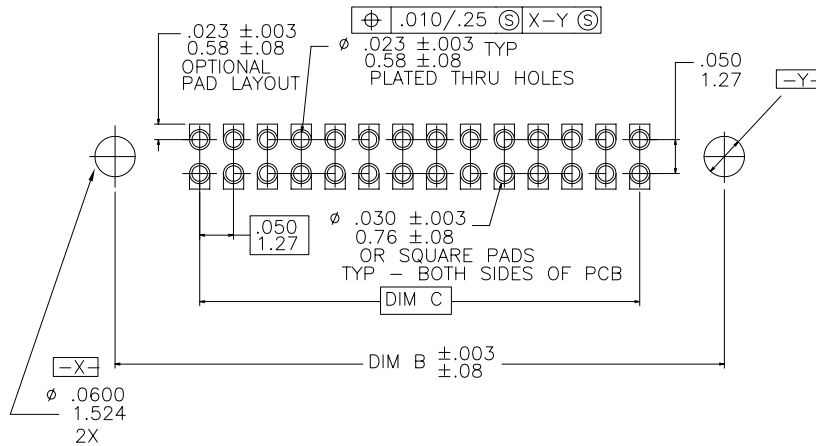 ⌖ .010/.25 Ⓢ X-Y Ⓢ
.023 ±.003
0.58 ±.08
OPTIONAL
PAD LAYOUT
ø .023 ±.003 TYP
0.58 ±.08
PLATED THRU HOLES
.050
1.27
-Y-
.050
1.27
ø .030 ±.003
0.76 ±.08
OR SQUARE PADS
TYP - BOTH SIDES OF PCB
DIM C
DIM B ±.003
±.08
-X-
ø .0600
1.524
2X